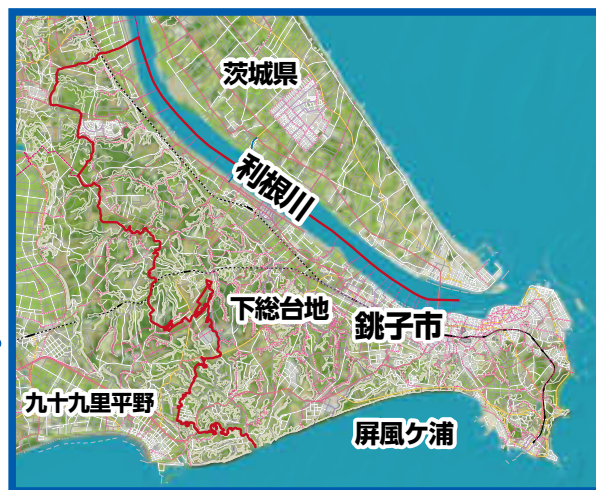 茨城県
利根川
下総台地
銚子市
九十九里平野
屏風ケ浦